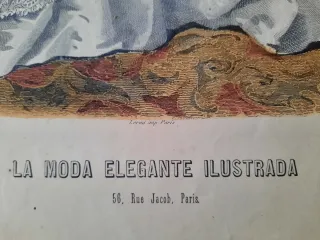 LA MODA ELEGANTE ILUSTRADA
56, Rue Jacob, Paris